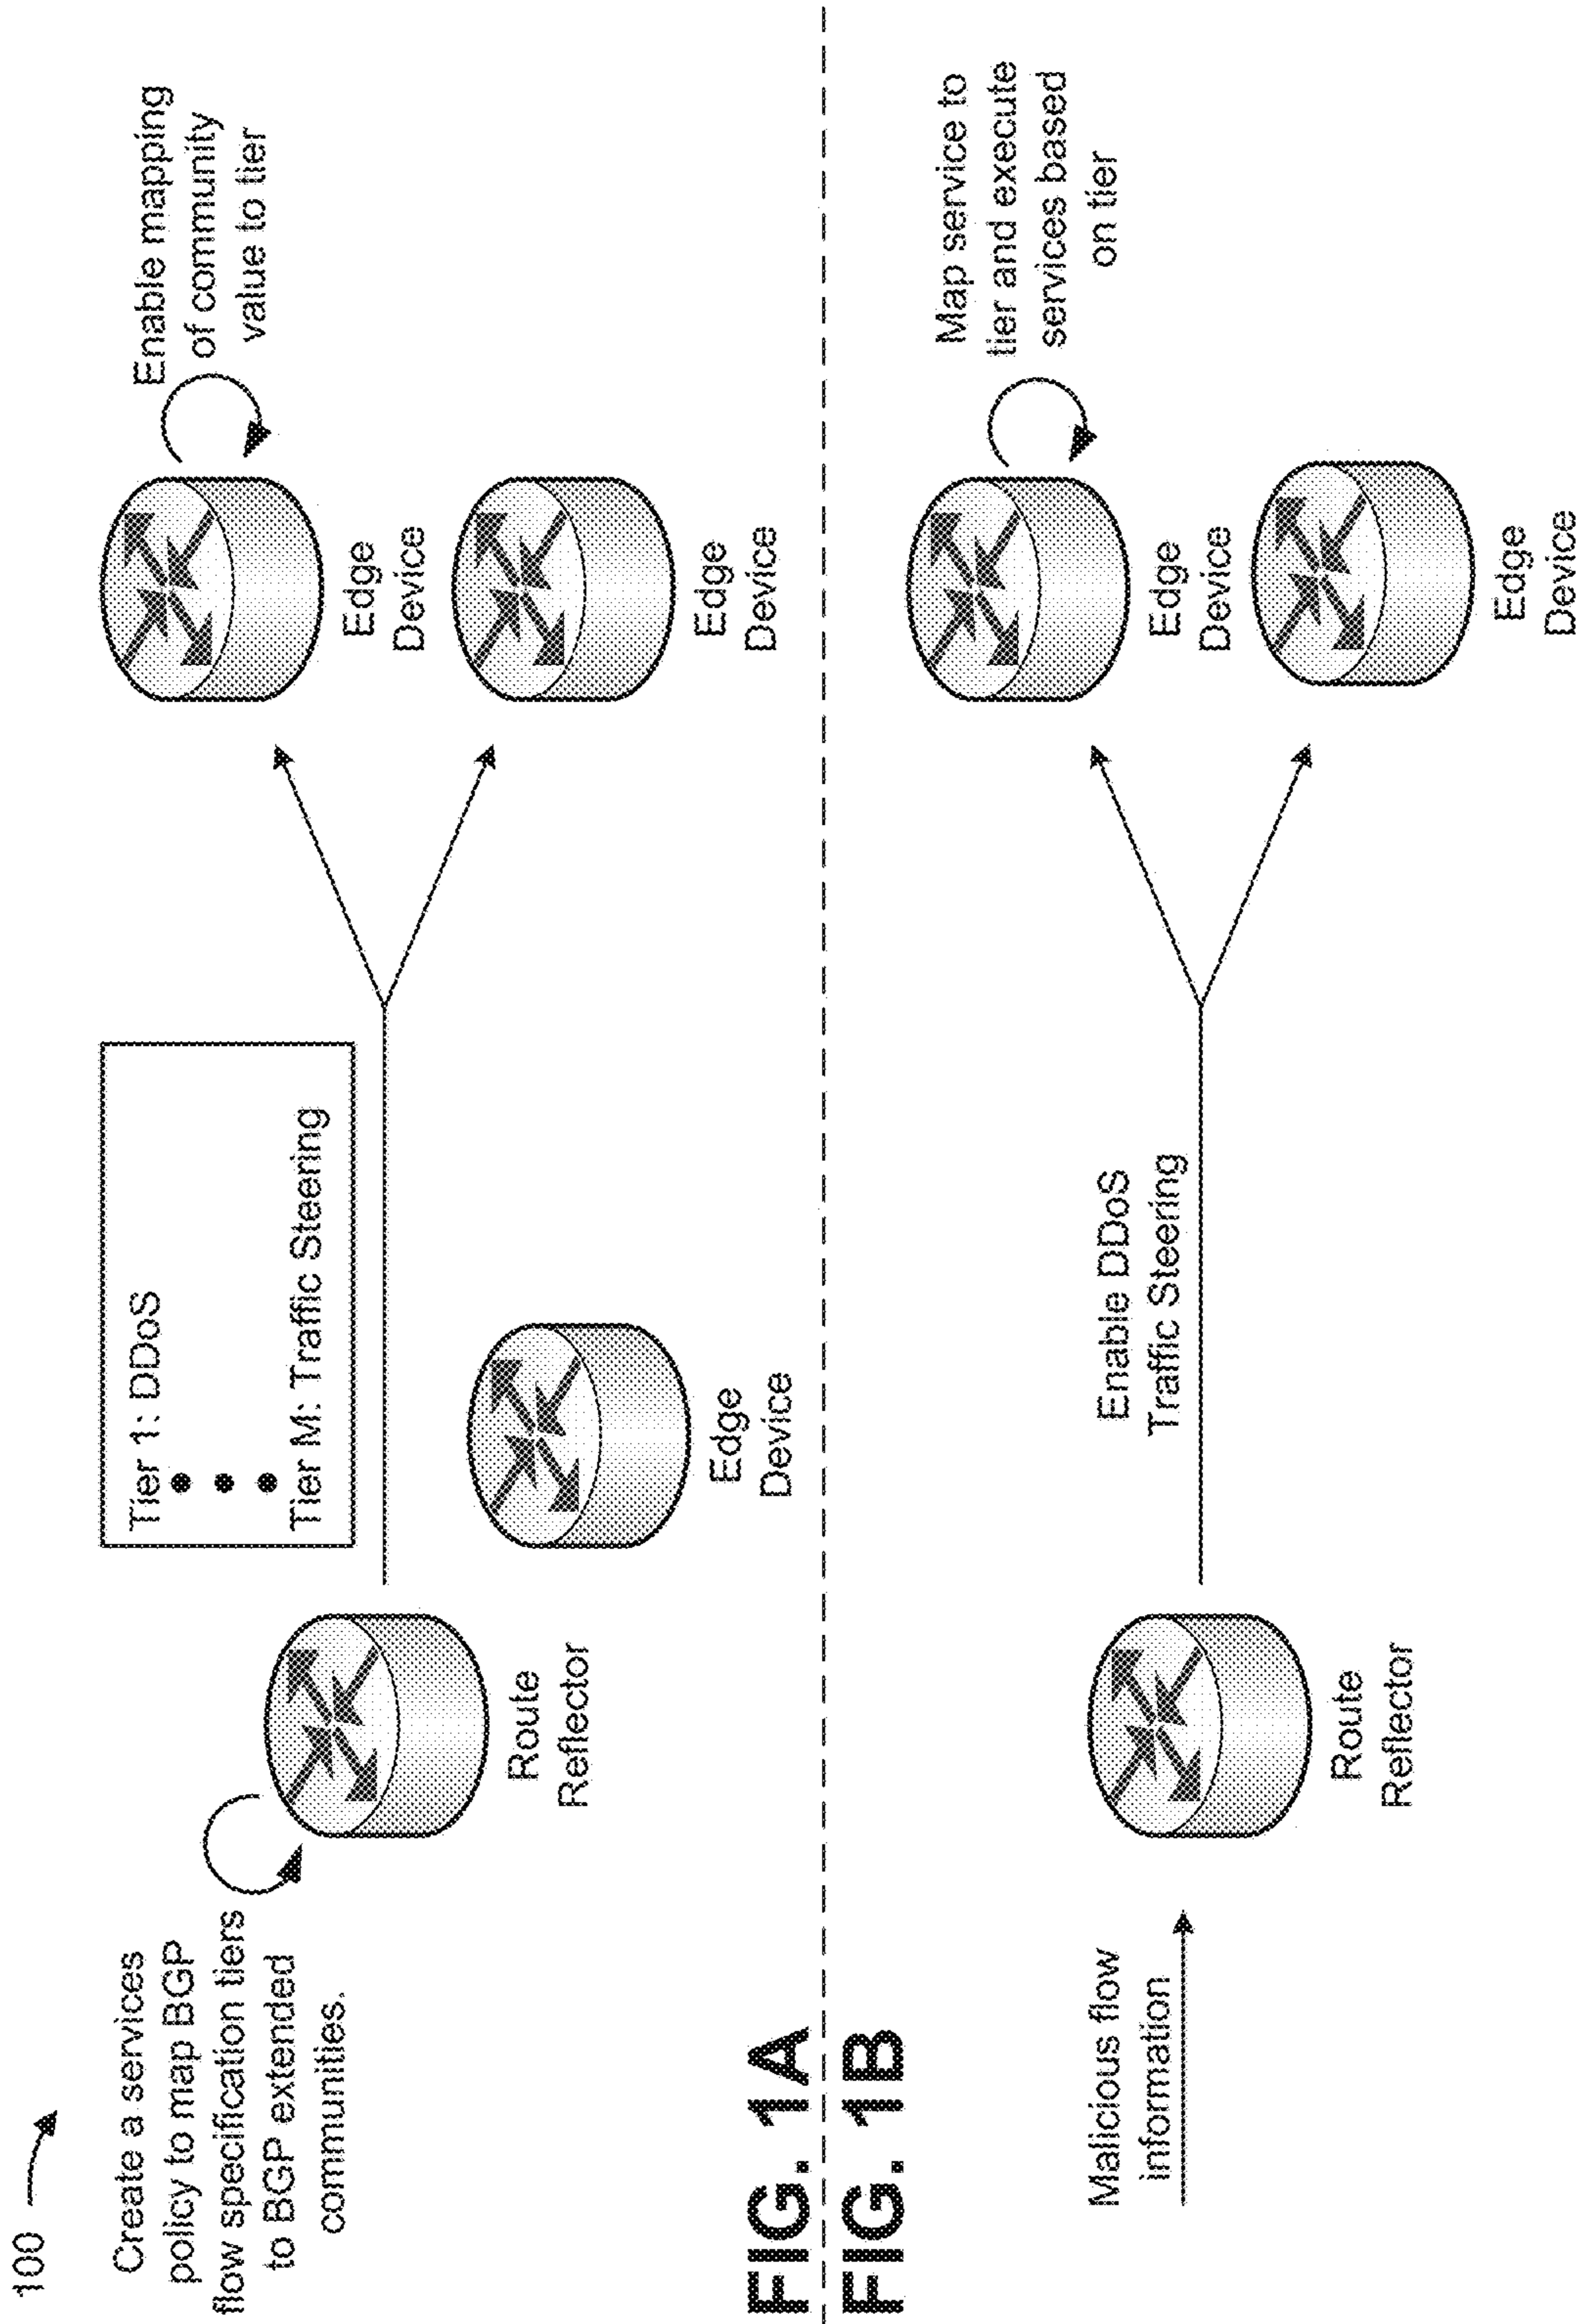 100
Create a services
policy to map BGP
flow specification tiers
to BGP extended
communities.
Route
Reflector
Tier 1: DDoS
Tier M: Traffic Steering
Edge
Device
Enable mapping
of community
value to tier
Edge
Device
Edge
Device
FIG. 1A
FIG. 1B
Malicious flow
information
Route
Reflector
Enable DDoS
Traffic Steering
Map service to
tier and execute
services based
on tier
Edge
Device
Edge
Device